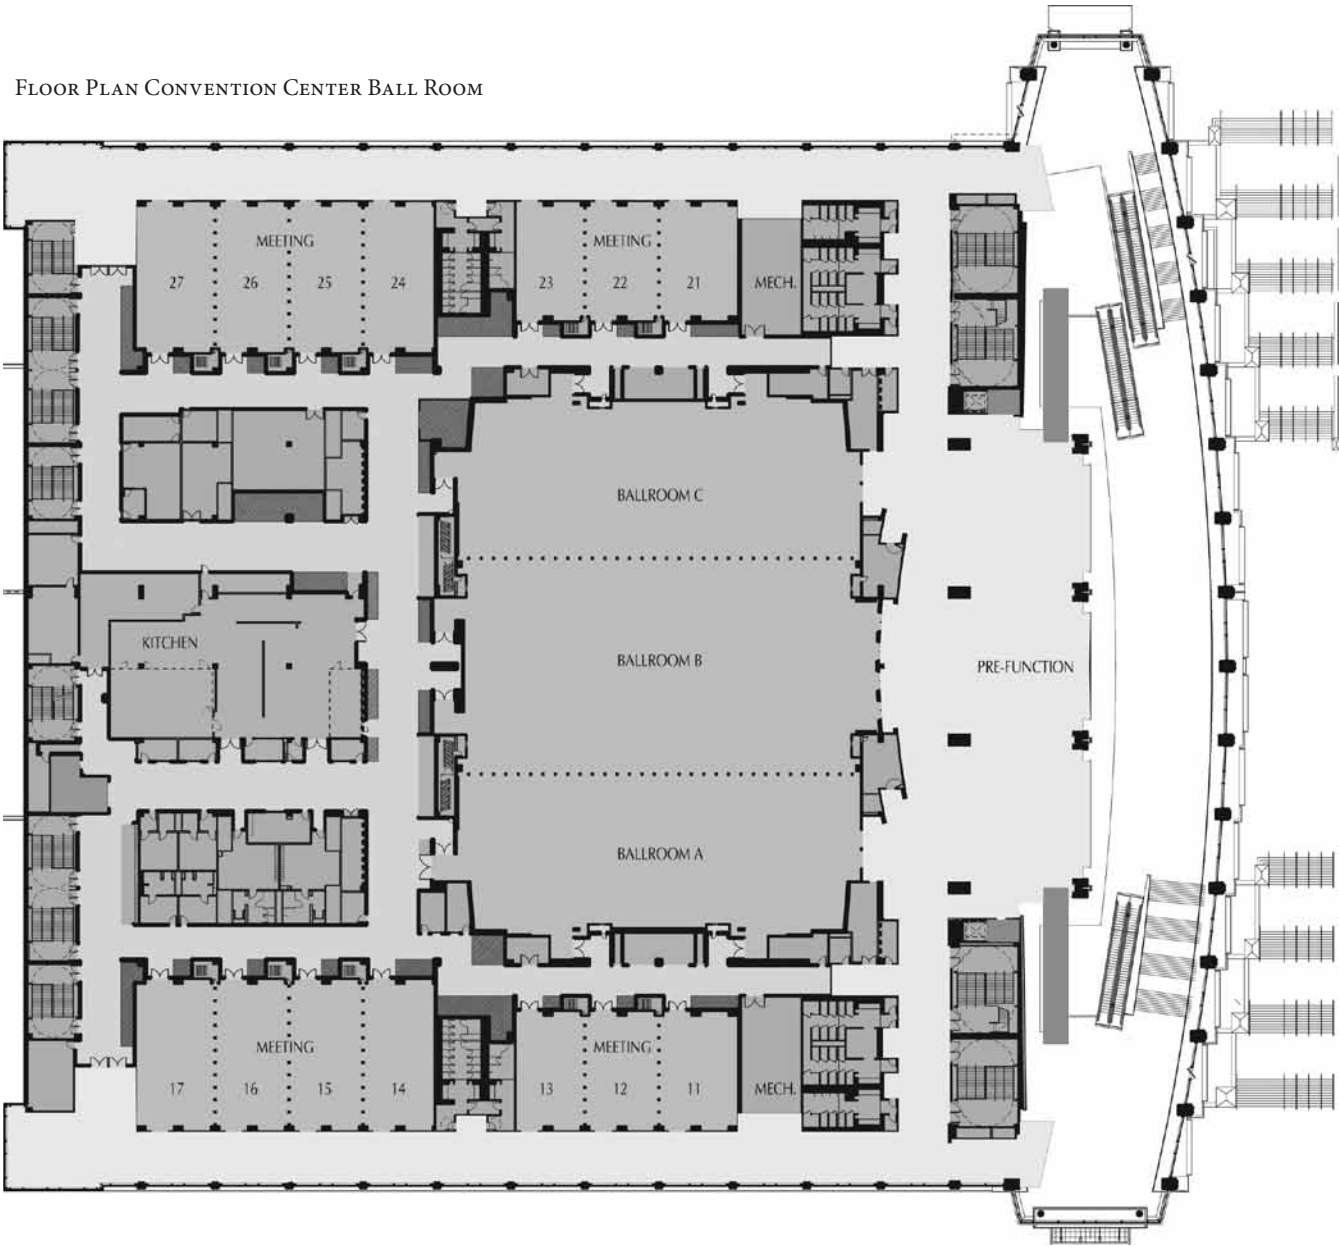 Floor Plan Convention Center Ball Room
MEETING
27 26 25 24
MEETING
23 22 21
MECH.
BALLROOM C
KITCHEN
BALLROOM B
PRE-FUNCTION
BALLROOM A
MEETING
17 16 15 14
MEETING
13 12 11
MECH.